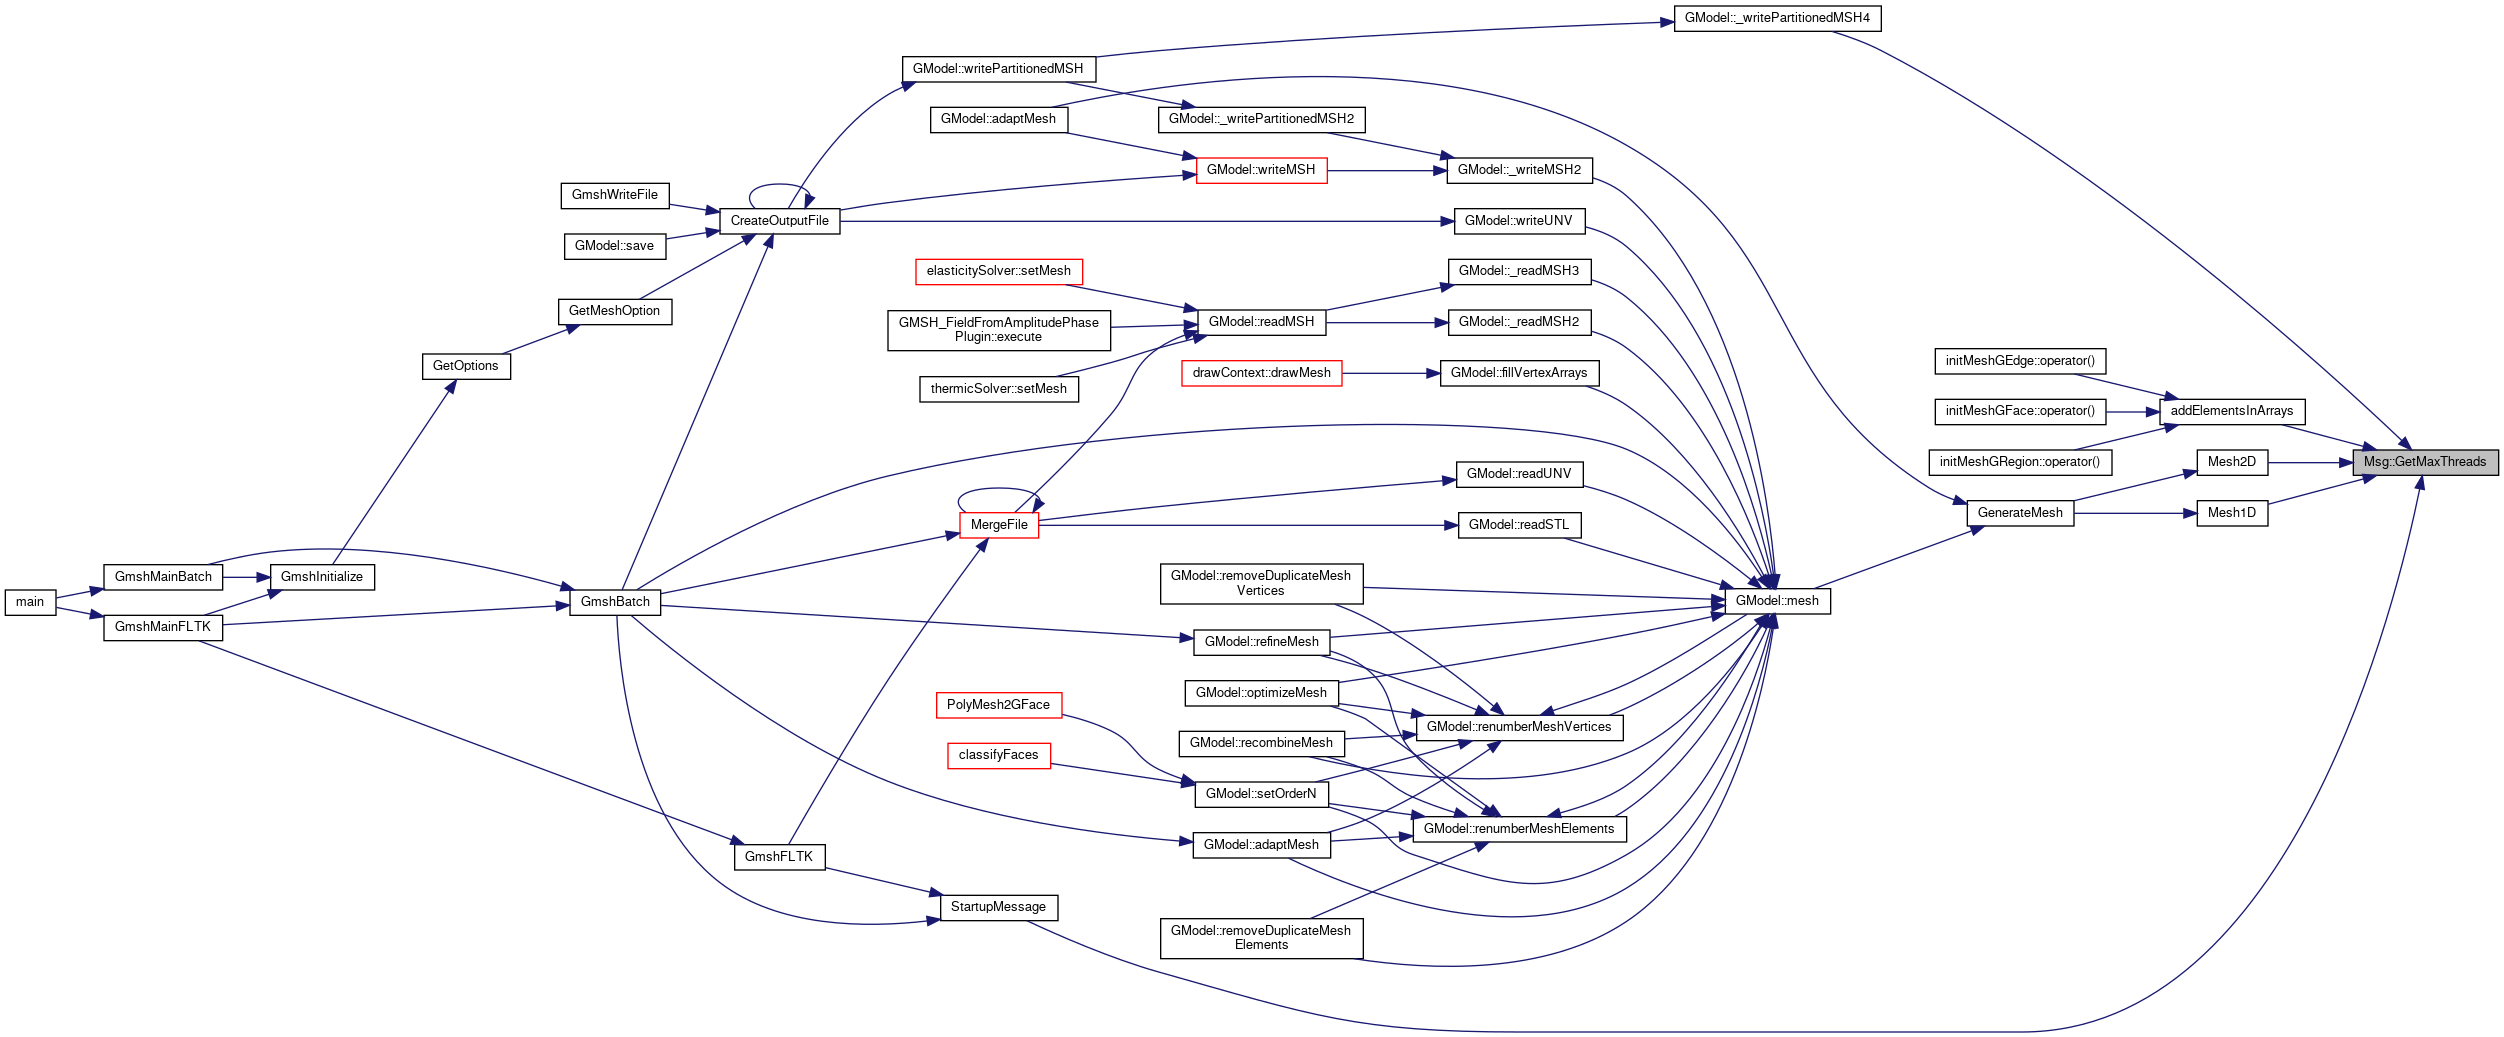 GModel::_writePartitionedMSH4
GModel::writePartitionedMSH
GModel::adaptMesh
GModel::_writePartitionedMSH2
GModel::writeMSH
GModel::_writeMSH2
GmshWriteFile
CreateOutputFile
GModel::writeUNV
GModel::save
elasticitySolver::setMesh
GModel::_readMSH3
GetMeshOption
GMSH_FieldFromAmplitudePhase
Plugin::execute
GModel::readMSH
GModel::_readMSH2
GetOptions
thermicSolver::setMesh
drawContext::drawMesh
GModel::fillVertexArrays
initMeshGEdge::operator()
initMeshGFace::operator()
addElementsInArrays
initMeshGRegion::operator()
Mesh2D
Msg::GetMaxThreads
GModel::readUNV
MergeFile
GModel::readSTL
GenerateMesh
Mesh1D
GmshMainBatch
GmshInitialize
main
GmshMainFLTK
GmshBatch
GModel::removeDuplicateMesh
Vertices
GModel::mesh
GModel::refineMesh
GModel::optimizeMesh
PolyMesh2GFace
GModel::renumberMeshVertices
classifyFaces
GModel::recombineMesh
GModel::setOrderN
GModel::adaptMesh
GModel::renumberMeshElements
GmshFLTK
StartupMessage
GModel::removeDuplicateMesh
Elements